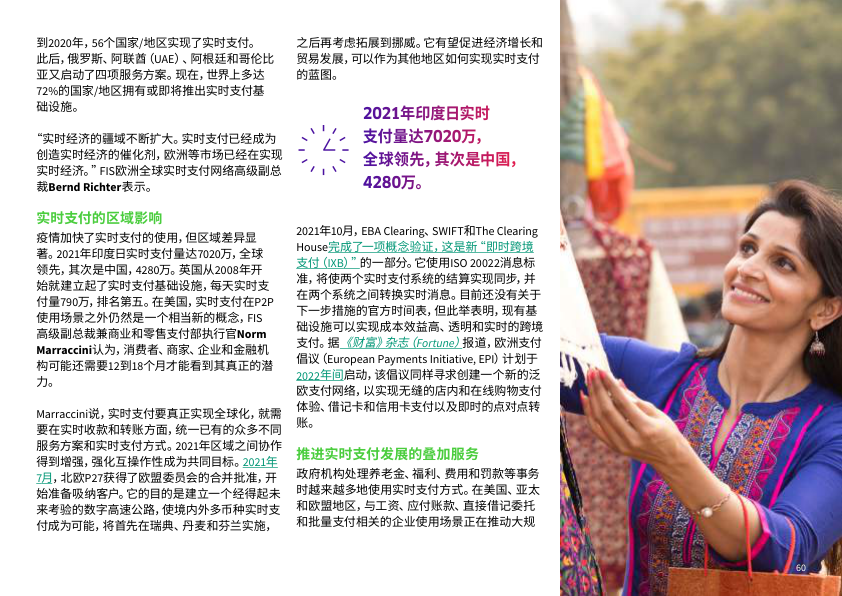 到2020年，56个国家/地区实现了实时支付。
此后，俄罗斯、阿联酋（UAE）、阿根廷和哥伦比
亚又启动了四项服务方案。现在，世界上多达
72%的国家/地区拥有或即将推出实时支付基
础设施。
“实时经济的疆域不断扩大。实时支付已经成为
创造实时经济的催化剂，欧洲等市场已经在实现
实时经济。” FIS欧洲全球实时支付网络高级副总
裁Bernd Richter表示。
实时支付的区域影响
疫情加快了实时支付的使用，但区域差异显
著。2021年印度日实时支付量达7020万，全球
领先，其次是中国，4280万。英国从2008年开
始就建立起了实时支付基础设施，每天实时支
付量790万，排名第五。在美国，实时支付在P2P
使用场景之外仍然是一个相当新的概念，FIS
高级副总裁兼商业和零售支付部执行官Norm
Marraccini认为，消费者、商家、企业和金融机
构可能还需要12到18个月才能看到其真正的潜
力。
Marraccini说，实时支付要真正实现全球化，就需
要在实时收款和转账方面，统一已有的众多不同
服务方案和实时支付方式。2021年区域之间协作
得到增强，强化互操作性成为共同目标。2021年
7月，北欧P27获得了欧盟委员会的合并批准，开
始准备吸纳客户。它的目的是建立一个经得起未
来考验的数字高速公路，使境内外多币种实时支
付成为可能，将首先在瑞典、丹麦和芬兰实施，
之后再考虑拓展到挪威。它有望促进经济增长和
贸易发展，可以作为其他地区如何实现实时支付
的蓝图。
2021年印度日实时
支付量达7020万，
全球领先，其次是中国，
4280万。
2021年10月，EBA Clearing、SWIFT和The Clearing
House完成了一项概念验证，这是新“即时跨境
支付（IXB）”的一部分。它使用ISO 20022消息标
准，将使两个实时支付系统的结算实现同步，并
在两个系统之间转换实时消息。目前还没有关于
下一步措施的官方时间表，但此举表明，现有基
础设施可以实现成本效益高、透明和实时的跨境
支付。据《财富》杂志（Fortune）报道，欧洲支付
倡议（European Payments Initiative, EPI）计划于
2022年间启动，该倡议同样寻求创建一个新的泛
欧支付网络，以实现无缝的店内和在线购物支付
体验、借记卡和信用卡支付以及即时的点对点转
账。
推进实时支付发展的叠加服务
政府机构处理养老金、福利、费用和罚款等事务
时越来越多地使用实时支付方式。在美国、亚太
和欧盟地区，与工资、应付账款、直接借记委托
和批量支付相关的企业使用场景正在推动大规
60